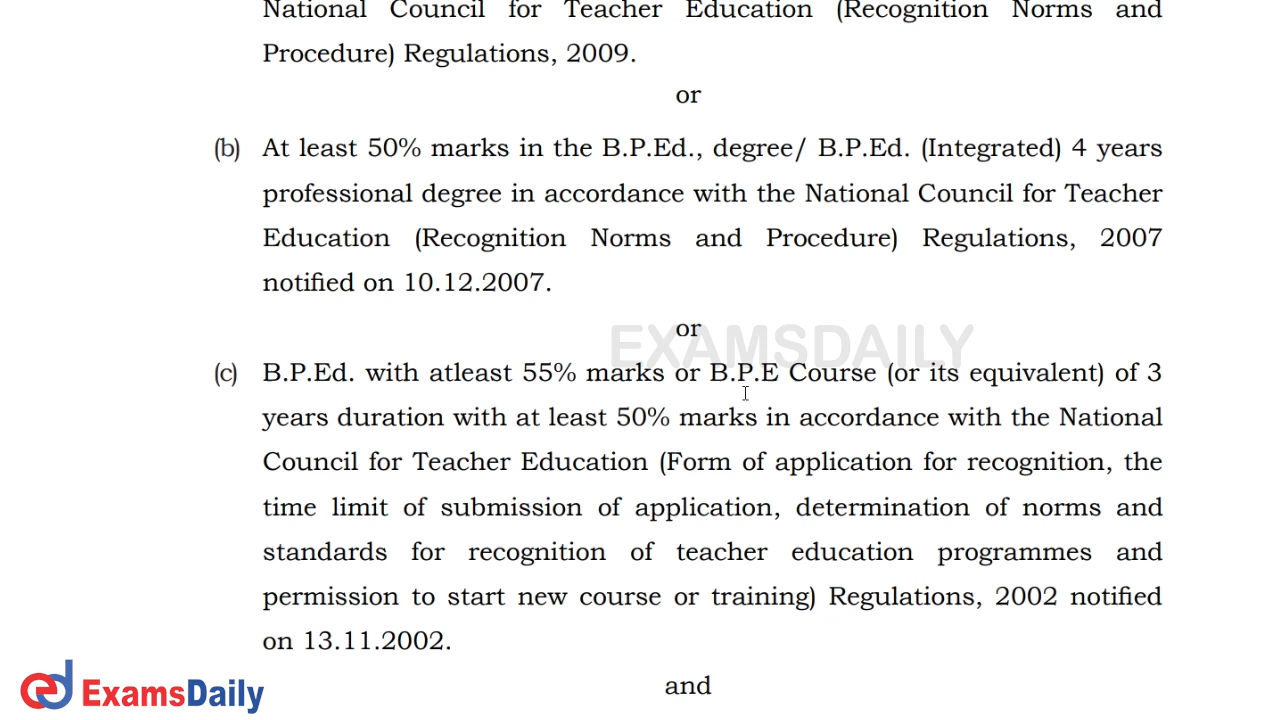 National Council for Teacher Education (Recognition Norms and
Procedure) Regulations, 2009.
or
(b) At least 50% marks in the B.P.Ed., degree/ B.P.Ed. (Integrated) 4 years
professional degree in accordance with the National Council for Teacher
Education (Recognition Norms and Procedure) Regulations, 2007
notified on 10.12.2007.
or
EXAMSDAILY
(c) B.P.Ed. with atleast 55% marks or B.P.E Course (or its equivalent) of 3
years duration with at least 50% marks in accordance with the National
Council for Teacher Education (Form of application for recognition, the
time limit of submission of application, determination of norms and
standards for recognition of teacher education programmes and
permission to start new course or training) Regulations, 2002 notified
on 13.11.2002.
and
ed ExamsDaily